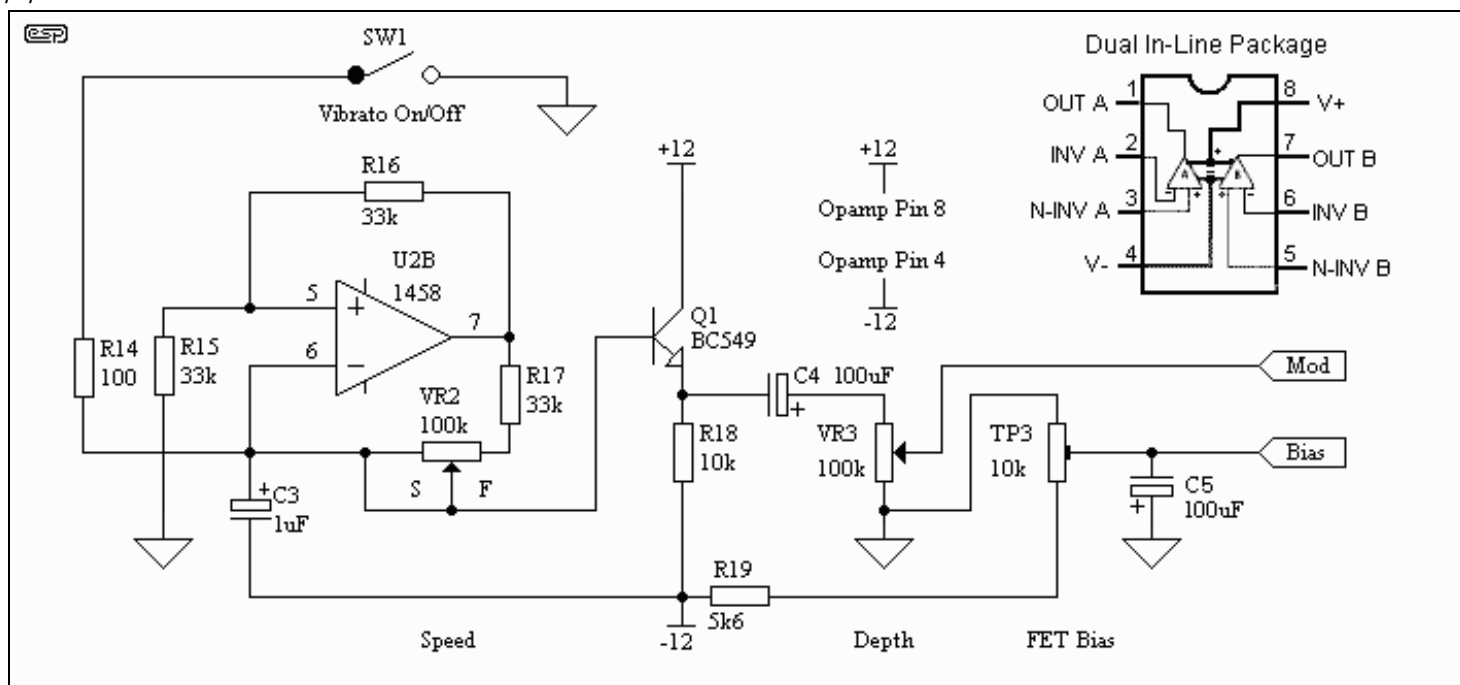 esp
SW1
Vibrato On/Off
Dual In-Line Package
OUT A
1
INV A
2
N-INV A
3
V-
4
8
V+
7
OUT B
6
INV B
5
N-INV B
A
B
R16
33k
U2B
1458
5
+
6
−
7
R14
100
R15
33k
R17
33k
VR2
100k
S
F
+
C3
1uF
+12
Q1
BC549
+12
Opamp Pin 8
Opamp Pin 4
-12
C4 100uF
+
R18
10k
VR3
100k
TP3
10k
Mod
Bias
C5
100uF
+
R19
5k6
-12
Speed
Depth
FET Bias